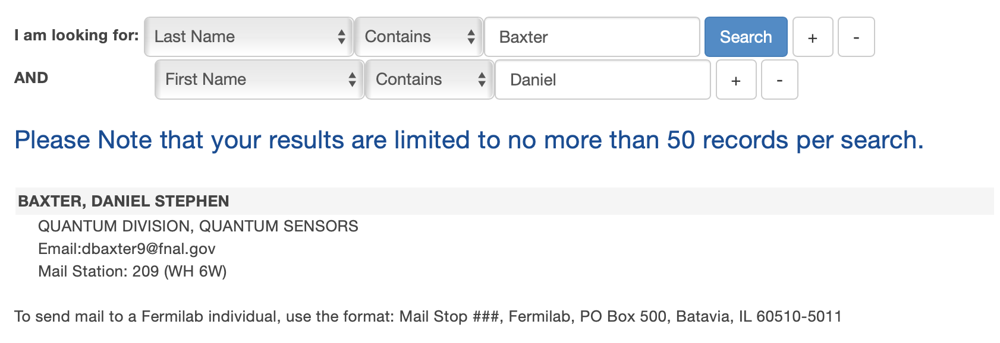 I am looking for: Last Name Contains Baxter Search + -
AND First Name Contains Daniel + -
Please Note that your results are limited to no more than 50 records per search.
BAXTER, DANIEL STEPHEN
QUANTUM DIVISION, QUANTUM SENSORS
Email:dbaxter9@fnal.gov
Mail Station: 209 (WH 6W)
To send mail to a Fermilab individual, use the format: Mail Stop ###, Fermilab, PO Box 500, Batavia, IL 60510-5011